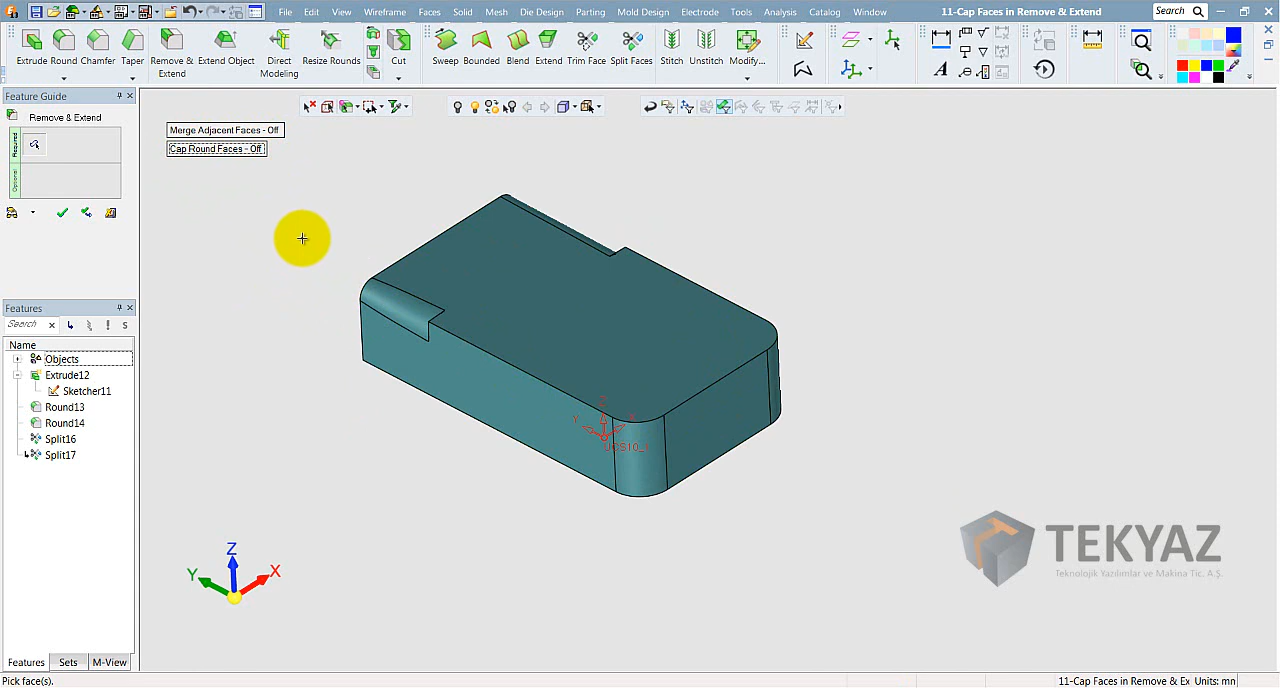 File Edit View Wireframe Faces Solid Mesh Die Design Parting Mold Design Electrode Tools Analysis Catalog Window 11-Cap Faces in Remove & Extend Search
Extrude Round Chamfer Taper Remove & Extend Extend Object Direct Modeling Resize Rounds Cut Sweep Blend Extend Trim Face Split Faces Stitch Unstitch Modify...
Feature Guide
Remove & Extend
Required
Optional
Merge Adjacent Faces - Off
Cap Round Faces - Off
Features
Search
S
Name
Objects
Extrude12
Sketcher11
Round13
Round14
Split16
Split17
Z
Y
X
Z
Y
X
TEKYAZ
Teknolojik Yazılımlar ve Makina Tic. A.Ş.
Features Sets M-View
Pick face(s).
11-Cap Faces in Remove & Ex Units: mn